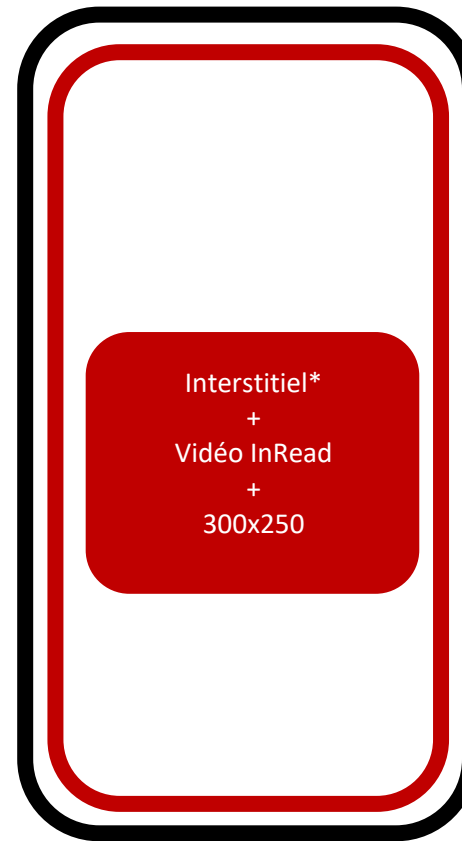 Interstitiel*
+
Vidéo InRead
+
300x250